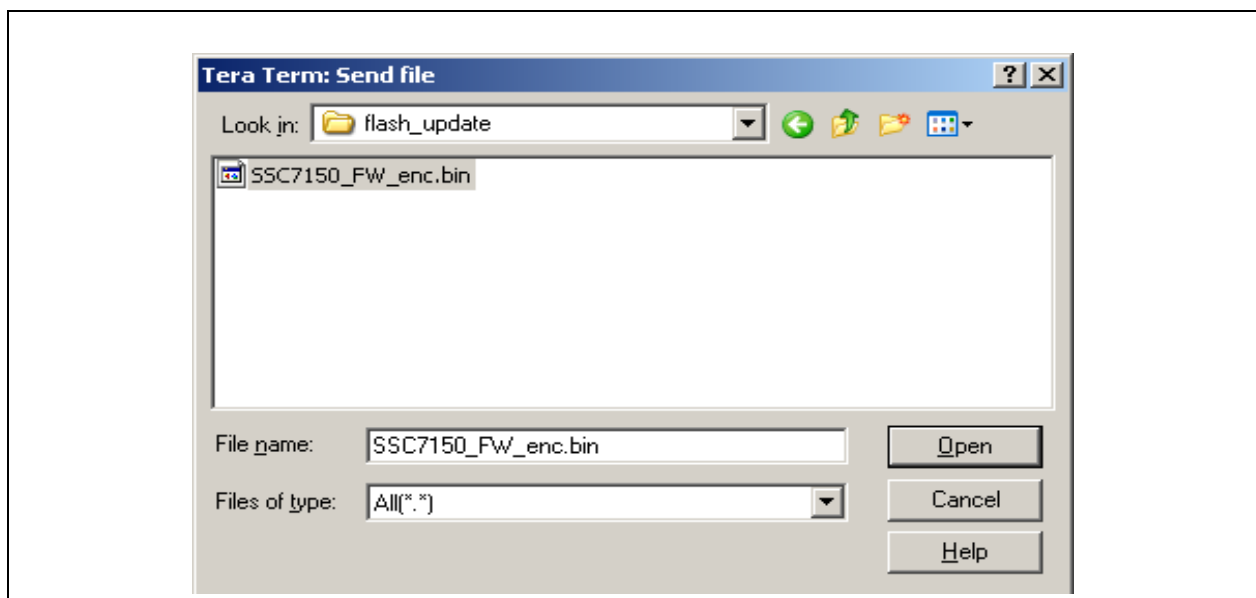 Tera Term: Send file
Look in: flash_update
SSC7150_FW_enc.bin
File name: SSC7150_FW_enc.bin Open
Files of type: All(*.*) Cancel
Help